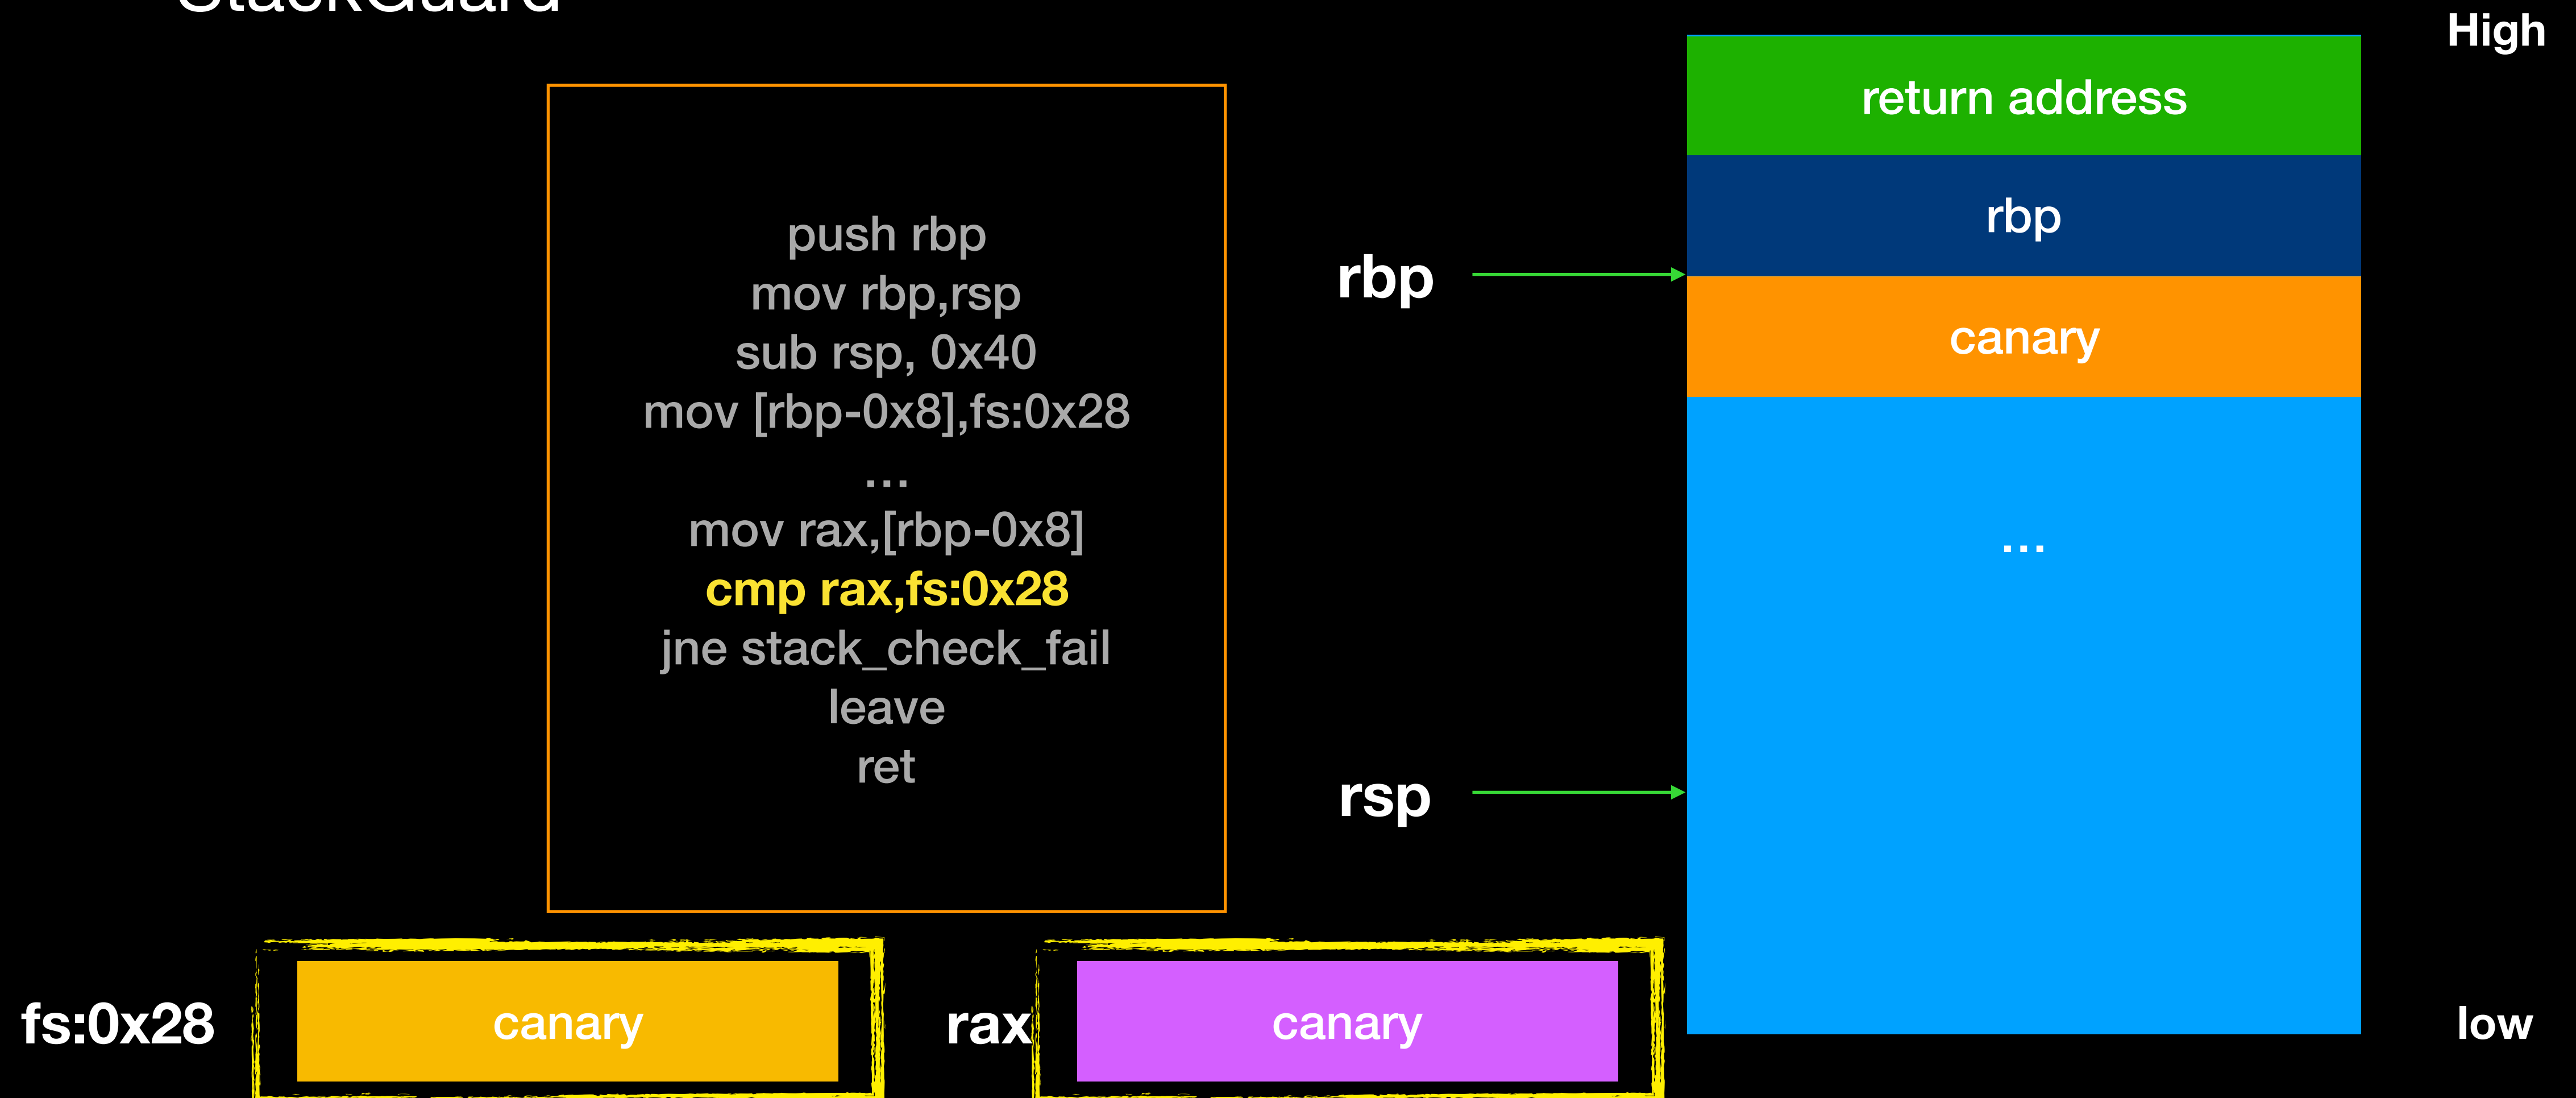 StackGuard
push rbp
mov rbp,rsp
sub rsp, 0x40
mov [rbp-0x8],fs:0x28
...
mov rax,[rbp-0x8]
cmp rax,fs:0x28
jne stack_check_fail
leave
ret
fs:0x28
canary
rax
canary
rbp
rsp
return address
rbp
canary
...
High
low